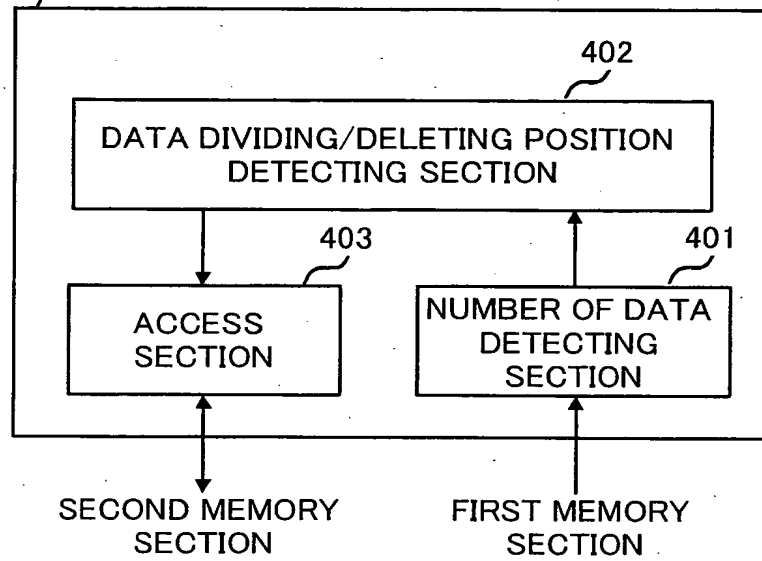 402
DATA DIVIDING/DELETING POSITION
DETECTING SECTION
403
401
ACCESS
SECTION
NUMBER OF DATA
DETECTING
SECTION
SECOND MEMORY
SECTION
FIRST MEMORY
SECTION